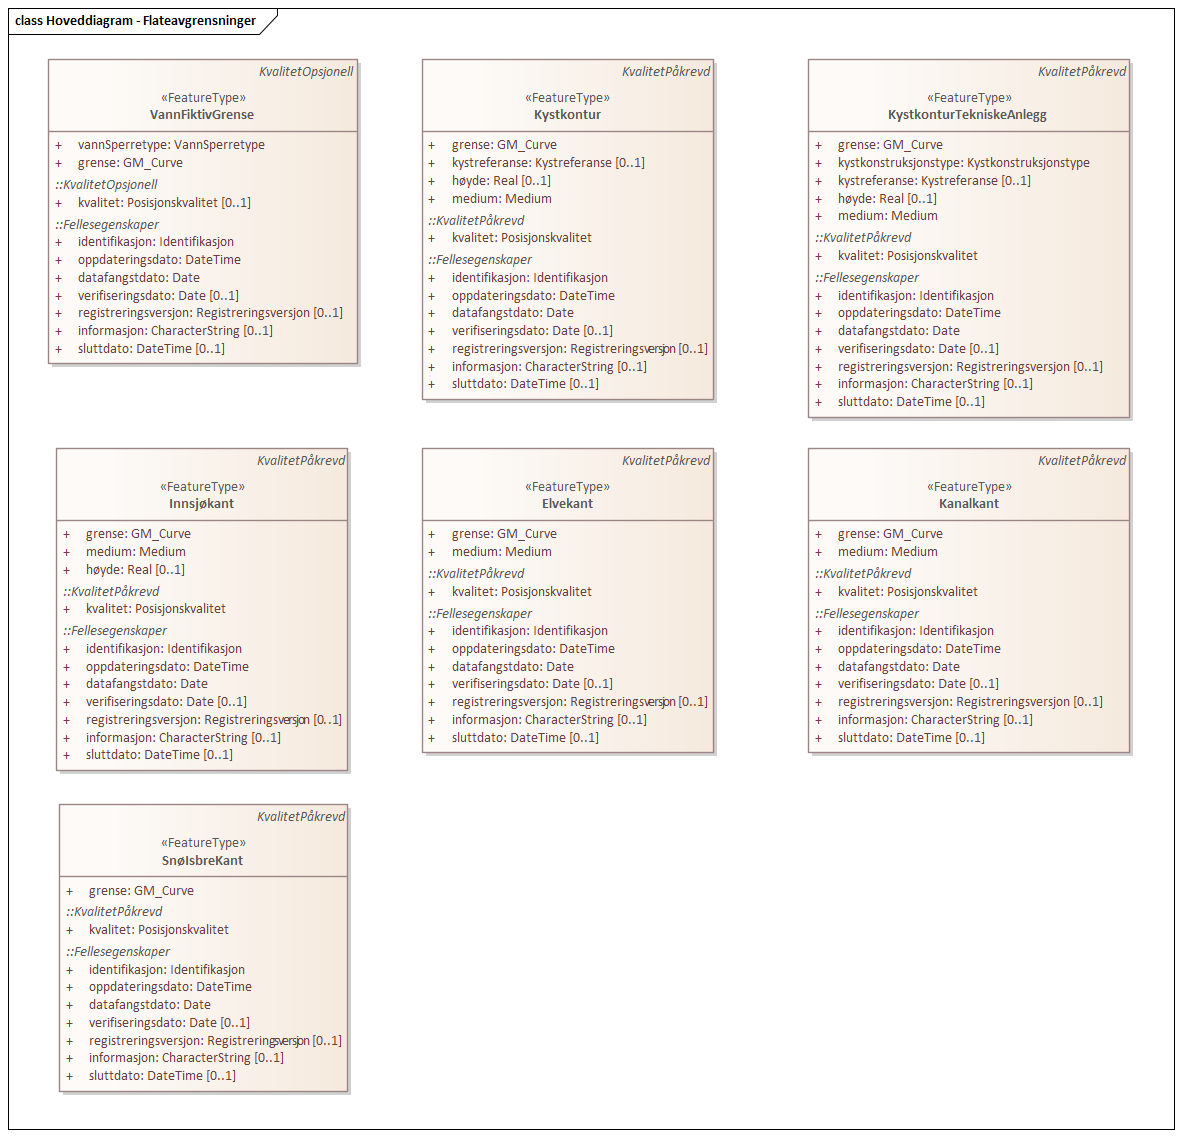 class Hoveddiagram - Flateavgrensninger
KvalitetOpsjonell
«FeatureType»
VannFiktivGrense
+ vannSperretype: VannSperretype
+ grense: GM_Curve
::KvalitetOpsjonell
+ kvalitet: Posisjonskvalitet [0..1]
::Fellesegenskaper
+ identifikasjon: Identifikasjon
+ oppdateringsdato: DateTime
+ datafangstdato: Date
+ verifiseringsdato: Date [0..1]
+ registreringsversjon: Registreringsversjon [0..1]
+ informasjon: CharacterString [0..1]
+ sluttdato: DateTime [0..1]
KvalitetPåkrevd
«FeatureType»
Kystkontur
+ grense: GM_Curve
+ kystreferanse: Kystreferanse [0..1]
+ høyde: Real [0..1]
+ medium: Medium
::KvalitetPåkrevd
+ kvalitet: Posisjonskvalitet
::Fellesegenskaper
+ identifikasjon: Identifikasjon
+ oppdateringsdato: DateTime
+ datafangstdato: Date
+ verifiseringsdato: Date [0..1]
+ registreringsversjon: Registreringsversjon [0..1]
+ informasjon: CharacterString [0..1]
+ sluttdato: DateTime [0..1]
KvalitetPåkrevd
«FeatureType»
KystkonturTekniskeAnlegg
+ grense: GM_Curve
+ kystkonstruksjonstype: Kystkonstruksjonstype
+ kystreferanse: Kystreferanse [0..1]
+ høyde: Real [0..1]
+ medium: Medium
::KvalitetPåkrevd
+ kvalitet: Posisjonskvalitet
::Fellesegenskaper
+ identifikasjon: Identifikasjon
+ oppdateringsdato: DateTime
+ datafangstdato: Date
+ verifiseringsdato: Date [0..1]
+ registreringsversjon: Registreringsversjon [0..1]
+ informasjon: CharacterString [0..1]
+ sluttdato: DateTime [0..1]
KvalitetPåkrevd
«FeatureType»
Innsjøkant
+ grense: GM_Curve
+ medium: Medium
+ høyde: Real [0..1]
::KvalitetPåkrevd
+ kvalitet: Posisjonskvalitet
::Fellesegenskaper
+ identifikasjon: Identifikasjon
+ oppdateringsdato: DateTime
+ datafangstdato: Date
+ verifiseringsdato: Date [0..1]
+ registreringsversjon: Registreringsversjon [0..1]
+ informasjon: CharacterString [0..1]
+ sluttdato: DateTime [0..1]
KvalitetPåkrevd
«FeatureType»
Elvekant
+ grense: GM_Curve
+ medium: Medium
::KvalitetPåkrevd
+ kvalitet: Posisjonskvalitet
::Fellesegenskaper
+ identifikasjon: Identifikasjon
+ oppdateringsdato: DateTime
+ datafangstdato: Date
+ verifiseringsdato: Date [0..1]
+ registreringsversjon: Registreringsversjon [0..1]
+ informasjon: CharacterString [0..1]
+ sluttdato: DateTime [0..1]
KvalitetPåkrevd
«FeatureType»
Kanalkant
+ grense: GM_Curve
+ medium: Medium
::KvalitetPåkrevd
+ kvalitet: Posisjonskvalitet
::Fellesegenskaper
+ identifikasjon: Identifikasjon
+ oppdateringsdato: DateTime
+ datafangstdato: Date
+ verifiseringsdato: Date [0..1]
+ registreringsversjon: Registreringsversjon [0..1]
+ informasjon: CharacterString [0..1]
+ sluttdato: DateTime [0..1]
KvalitetPåkrevd
«FeatureType»
SnøIsbreKant
+ grense: GM_Curve
::KvalitetPåkrevd
+ kvalitet: Posisjonskvalitet
::Fellesegenskaper
+ identifikasjon: Identifikasjon
+ oppdateringsdato: DateTime
+ datafangstdato: Date
+ verifiseringsdato: Date [0..1]
+ registreringsversjon: Registreringsversjon [0..1]
+ informasjon: CharacterString [0..1]
+ sluttdato: DateTime [0..1]